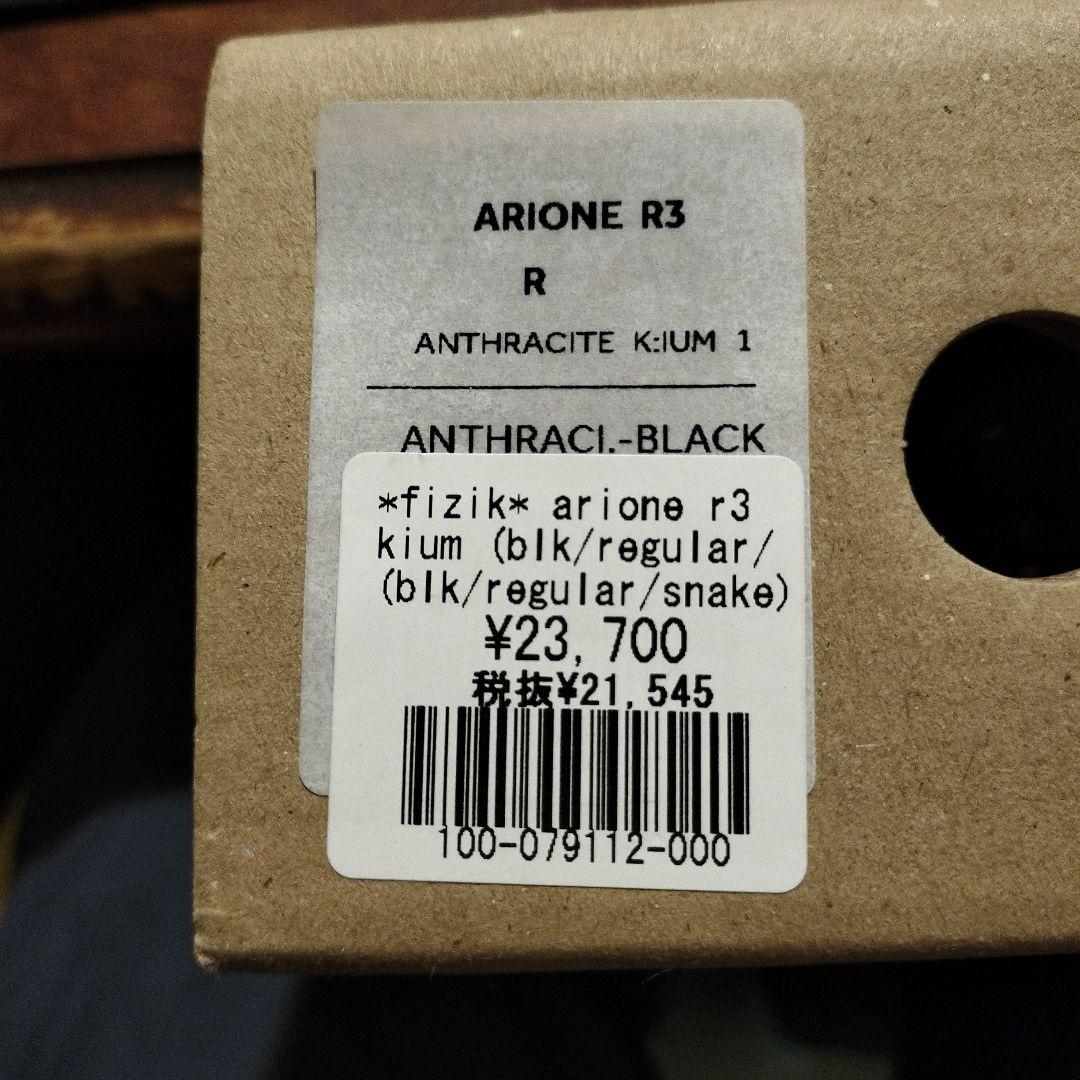 ARIONE R3
R
ANTHRACITE K:IUM 1
ANTHRACI.-BLACK
*fizik* arione r3
kium (blk/regular/
(blk/regular/snake)
¥23,700
税抜¥21,545
100-079112-000